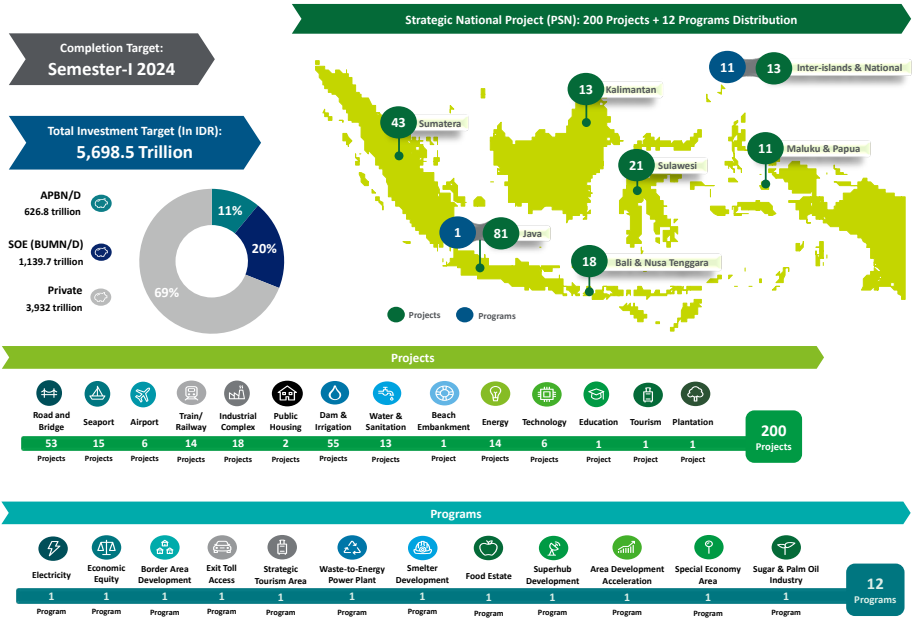 Strategic National Project (PSN): 200 Projects + 12 Programs Distribution
Completion Target:
Semester-I 2024
Total Investment Target (In IDR):
5,698.5 Trillion
APBN/D
626.8 trillion
SOE (BUMN/D)
1,139.7 trillion
Private
3,932 trillion
11%
20%
69%
11 13 Inter-islands & National
13 Kalimantan
43 Sumatera
11 Maluku & Papua
21 Sulawesi
1 81 Java
18 Bali & Nusa Tenggara
Projects Programs
Projects
Road and Bridge
Seaport
Airport
Train/ Railway
Industrial Complex
Public Housing
Dam & Irrigation
Water & Sanitation
Beach Embankment
Energy
Technology
Education
Tourism
Plantation
53 15 6 14 18 2 55 13 1 14 6 1 1 1
Projects Projects Projects Projects Projects Projects Projects Projects Projects Projects Projects Project Project Project
200
Projects
Programs
Electricity
Economic Equity
Border Area Development
Exit Toll Access
Strategic Tourism Area
Waste-to-Energy Power Plant
Smelter Development
Food Estate
Superhub Development
Area Development Acceleration
Special Economy Area
Sugar & Palm Oil Industry
1 1 1 1 1 1 1 1 1 1 1 1
Program Program Program Program Program Program Program Program Program Program Program Program
12
Programs